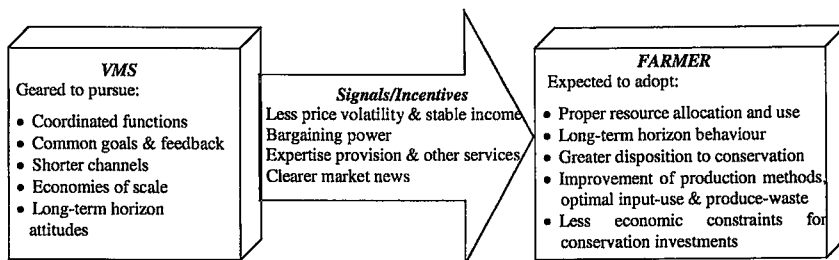 VMS
Geared to pursue:
• Coordinated functions
• Common goals & feedback
• Shorter channels
• Economies of scale
• Long-term horizon
attitudes
Signals/Incentives
Less price volatility & stable income
Bargaining power
Expertise provision & other services
Clearer market news
FARMER
Expected to adopt:
• Proper resource allocation and use
• Long-term horizon behaviour
• Greater disposition to conservation
• Improvement of production methods,
optimal input-use & produce-waste
• Less economic constraints for
conservation investments